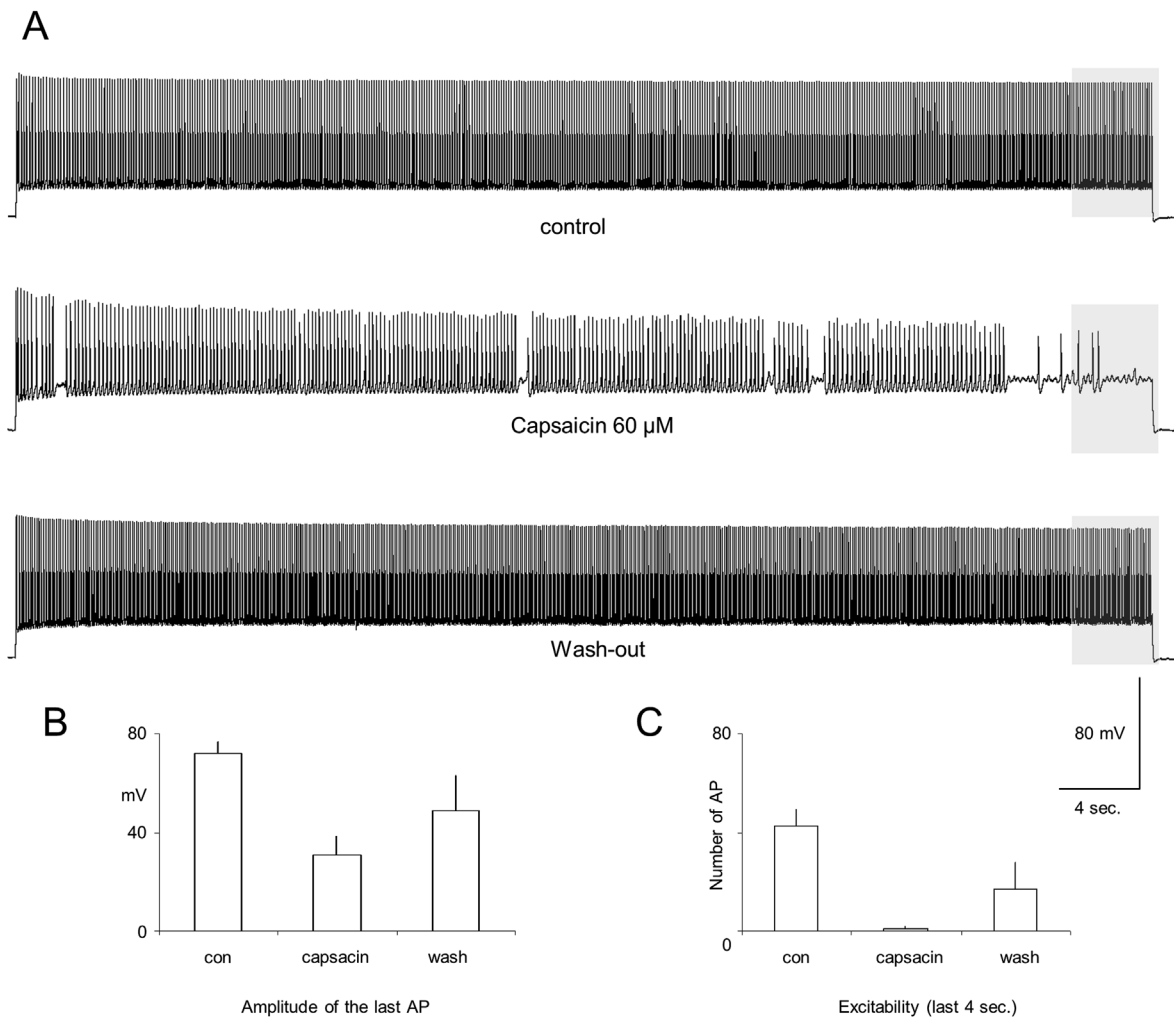 A
control
Capsaicin 60 µM
Wash-out
B
80
mV
40
0
con capsacin wash
Amplitude of the last AP
C
80
Number of AP
0
con capsacin wash
Excitability (last 4 sec.)
80 mV
4 sec.